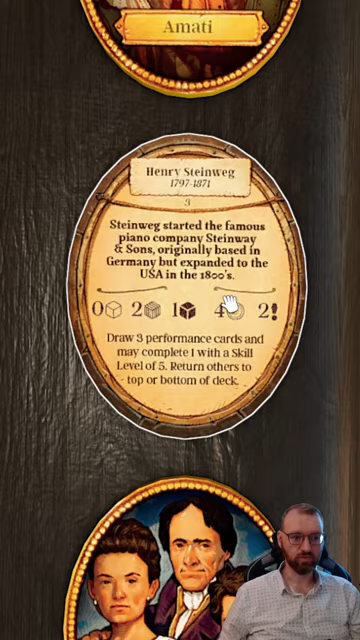 Amati
Henry Steinweg
1797-1871
3
Steinweg started the famous
piano company Steinway
& Sons, originally based in
Germany but expanded to the
USA in the 1800's.
0 2 1 4 2!
Draw 3 performance cards and
may complete 1 with a Skill
Level of 5. Return others to
top or bottom of deck.